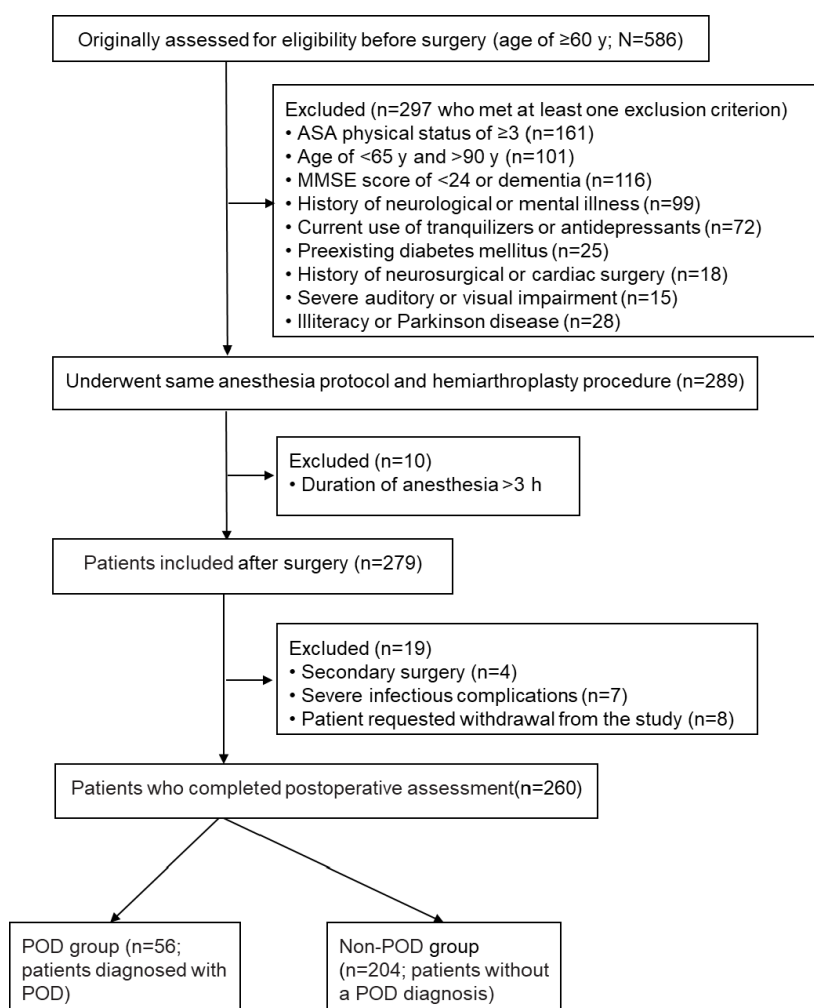 Originally assessed for eligibility before surgery (age of ≥60 y; N=586)
Excluded (n=297 who met at least one exclusion criterion)
• ASA physical status of ≥3 (n=161)
• Age of <65 y and >90 y (n=101)
• MMSE score of <24 or dementia (n=116)
• History of neurological or mental illness (n=99)
• Current use of tranquilizers or antidepressants (n=72)
• Preexisting diabetes mellitus (n=25)
• History of neurosurgical or cardiac surgery (n=18)
• Severe auditory or visual impairment (n=15)
• Illiteracy or Parkinson disease (n=28)
Underwent same anesthesia protocol and hemiarthroplasty procedure (n=289)
Excluded (n=10)
• Duration of anesthesia >3 h
Patients included after surgery (n=279)
Excluded (n=19)
• Secondary surgery (n=4)
• Severe infectious complications (n=7)
• Patient requested withdrawal from the study (n=8)
Patients who completed postoperative assessment(n=260)
POD group (n=56;
patients diagnosed with
POD)
Non-POD group
(n=204; patients without
a POD diagnosis)